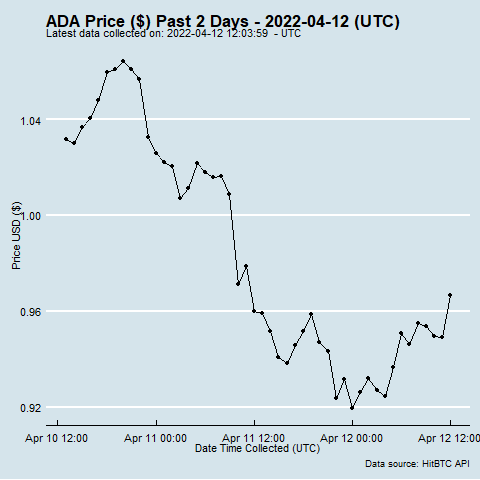 ADA Price ($) Past 2 Days - 2022-04-12 (UTC)
Latest data collected on: 2022-04-12 12:03:59 - UTC
1.04
1.00
0.96
0.92
Price USD ($)
Apr 10 12:00 Apr 11 00:00 Apr 11 12:00 Apr 12 00:00 Apr 12 12:00
Date Time Collected (UTC)
Data source: HitBTC API